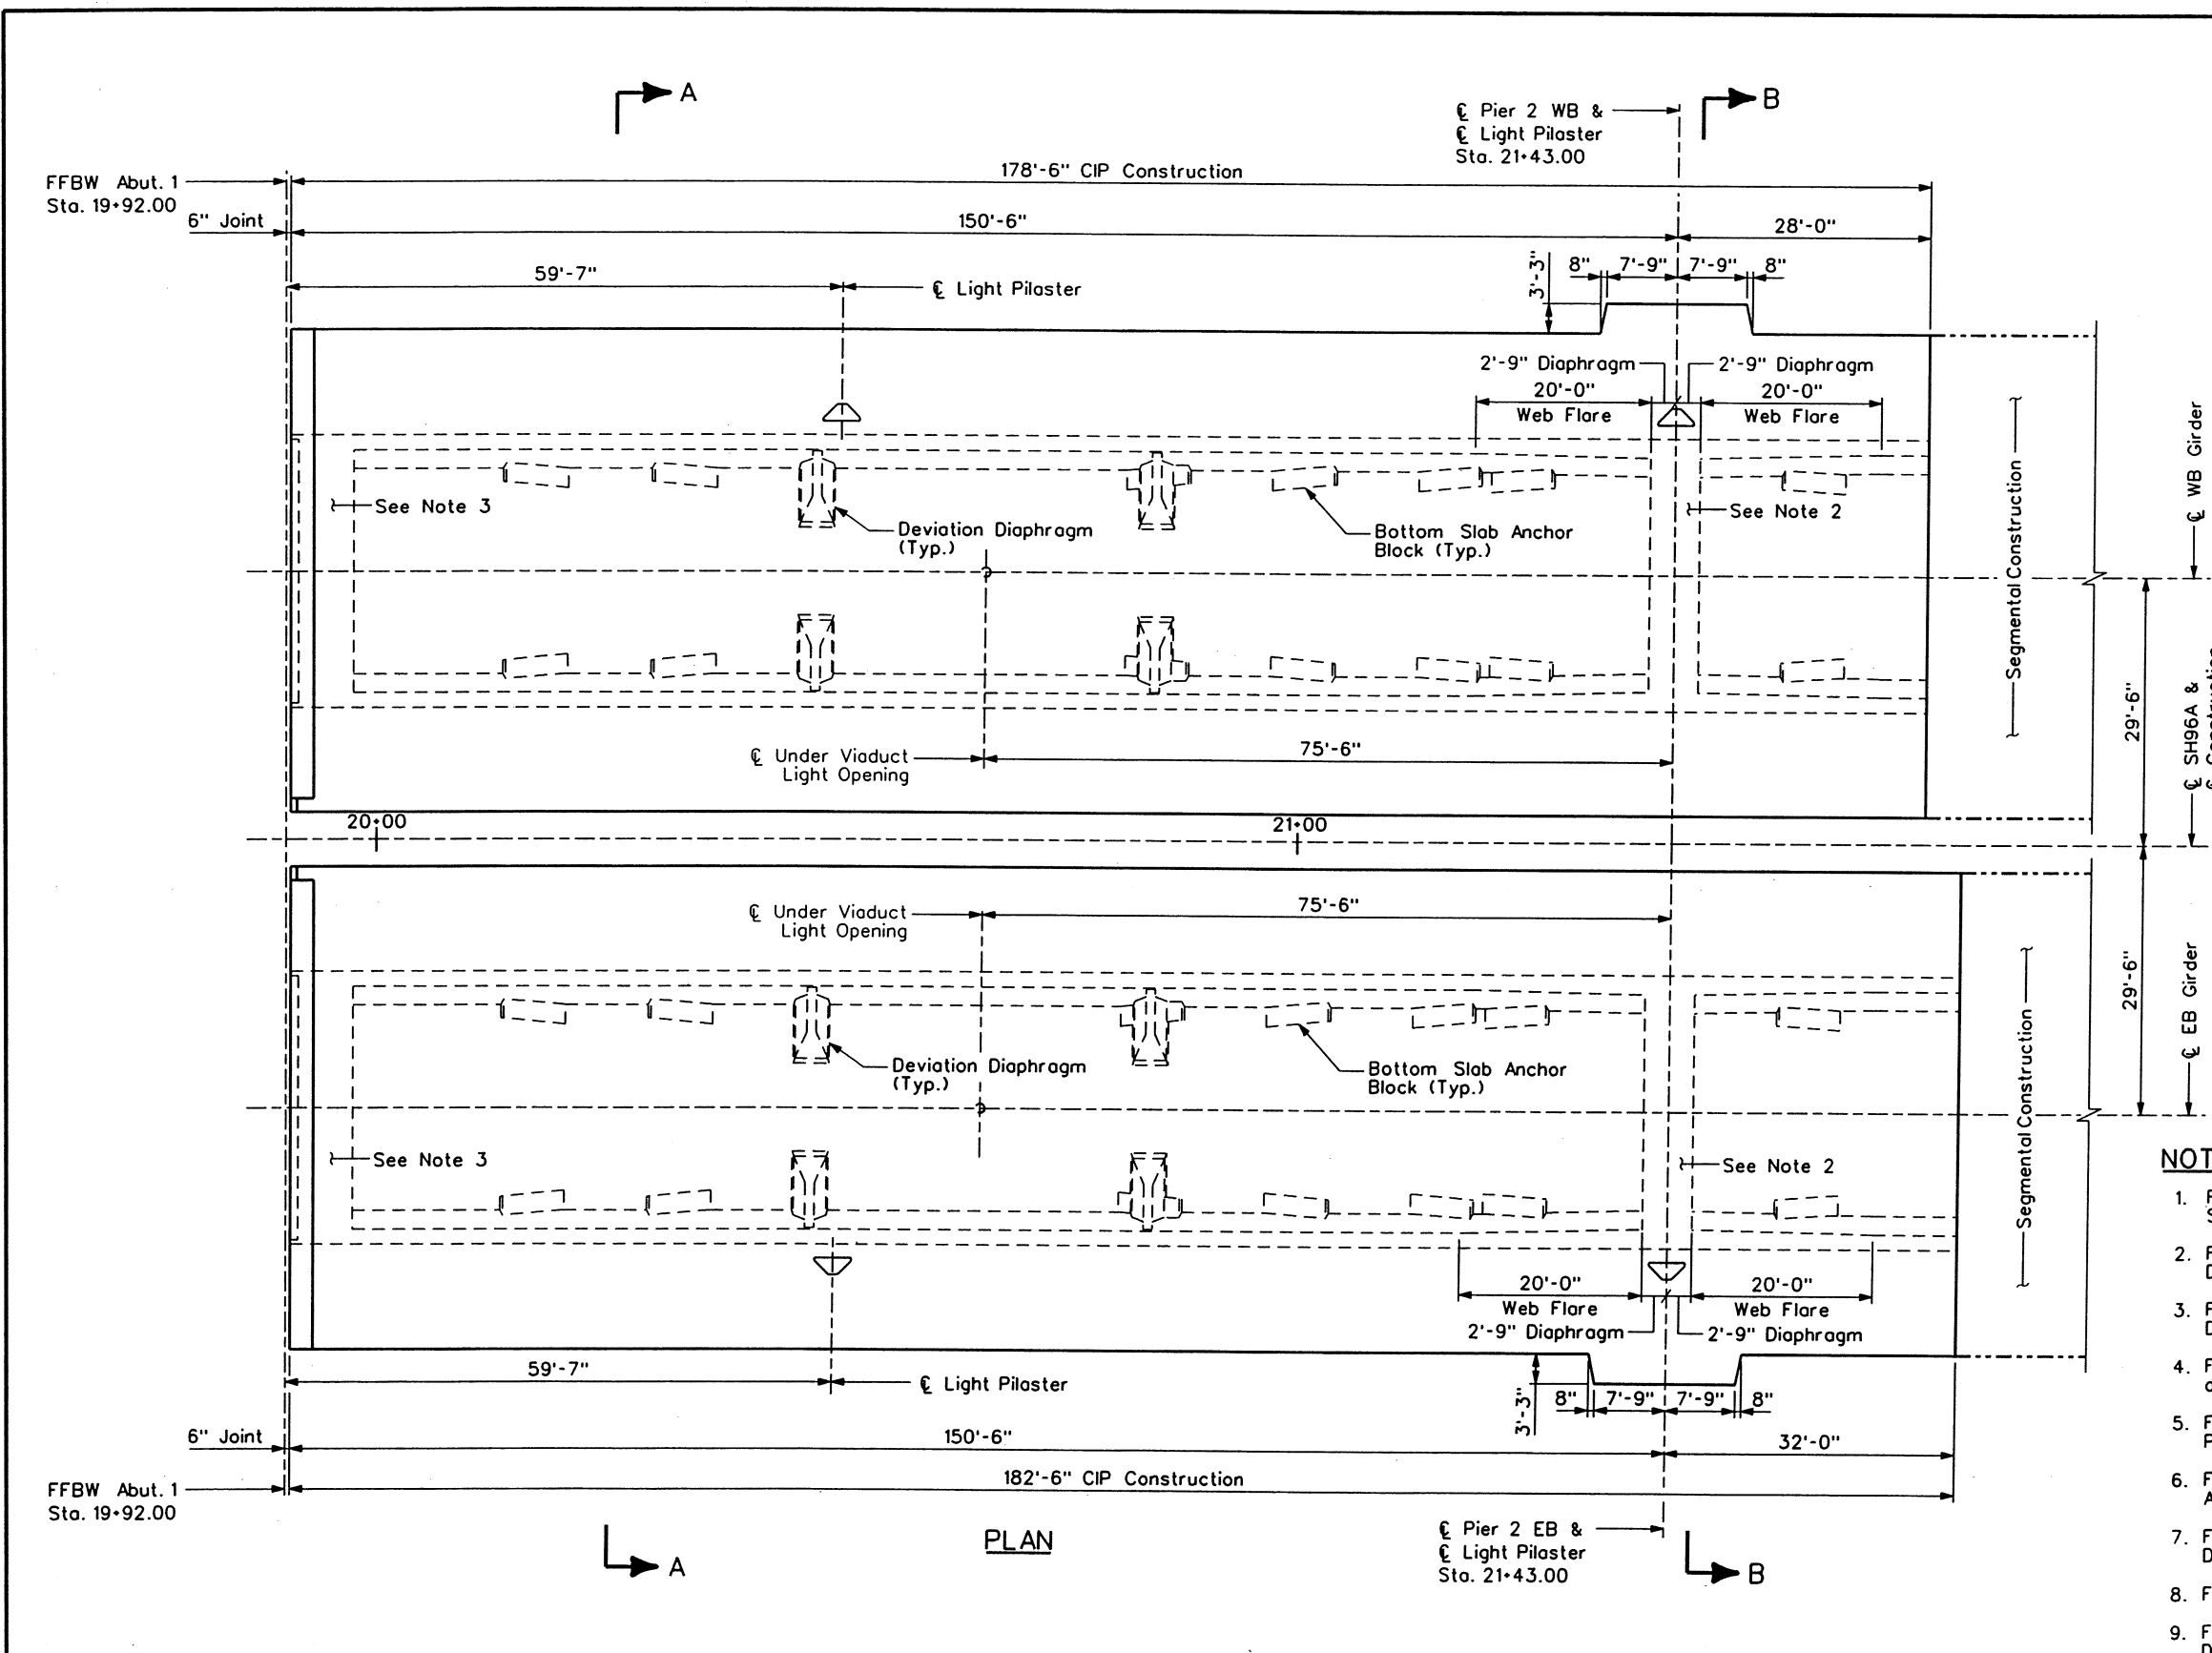 A
B
℄ Pier 2 WB &
℄ Light Pilaster
Sta. 21+43.00
FFBW Abut. 1
Sta. 19+92.00
178'-6" CIP Construction
6" Joint
150'-6"
28'-0"
59'-7"
℄ Light Pilaster
3'-3"
8"
7'-9"
7'-9"
8"
2'-9" Diaphragm
2'-9" Diaphragm
20'-0"
Web Flare
20'-0"
Web Flare
See Note 3
Deviation Diaphragm
(Typ.)
Bottom Slab Anchor
Block (Typ.)
See Note 2
Segmental Construction
℄ WB Girder
℄ Under Viaduct
Light Opening
75'-6"
29'-6"
℄ SH96A &
20+00
21+00
℄ Under Viaduct
Light Opening
75'-6"
29'-6"
℄ EB Girder
Deviation Diaphragm
(Typ.)
Bottom Slab Anchor
Block (Typ.)
See Note 3
See Note 2
Segmental Construction
20'-0"
Web Flare
20'-0"
Web Flare
2'-9" Diaphragm
2'-9" Diaphragm
59'-7"
℄ Light Pilaster
3'-3"
8"
7'-9"
7'-9"
8"
6" Joint
150'-6"
32'-0"
182'-6" CIP Construction
FFBW Abut. 1
Sta. 19+92.00
A
PLAN
℄ Pier 2 EB &
℄ Light Pilaster
Sta. 21+43.00
B
NOT
1.
2.
3.
4.
5.
6.
7.
8.
9.